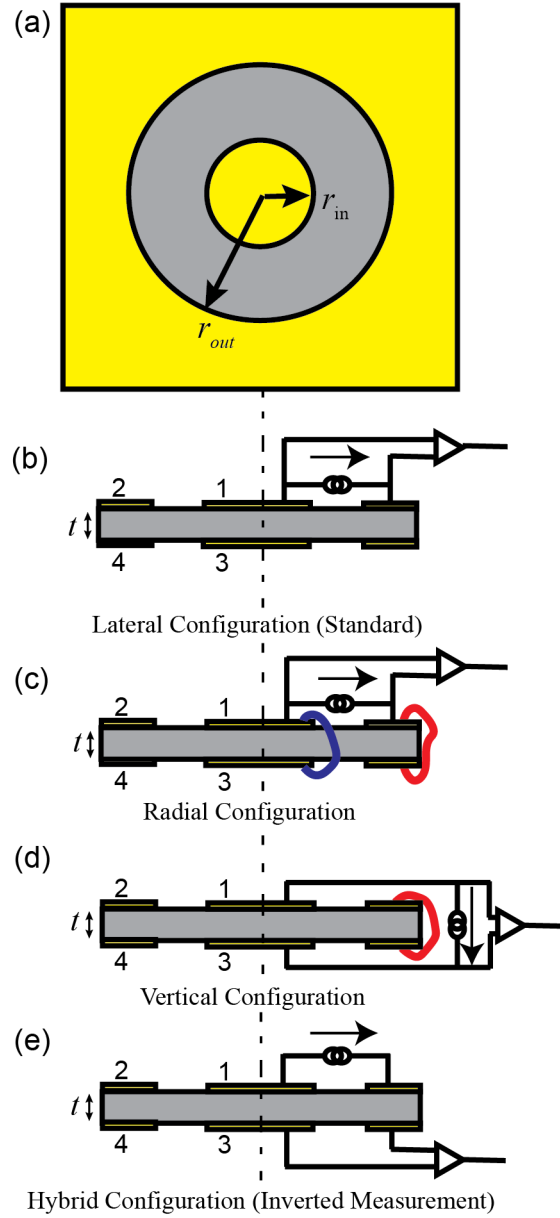 (a)
r_in
r_out
(b)
2 1
t
4 3
Lateral Configuration (Standard)
(c)
2 1
t
4 3
Radial Configuration
(d)
2 1
t
4 3
Vertical Configuration
(e)
2 1
t
4 3
Hybrid Configuration (Inverted Measurement)